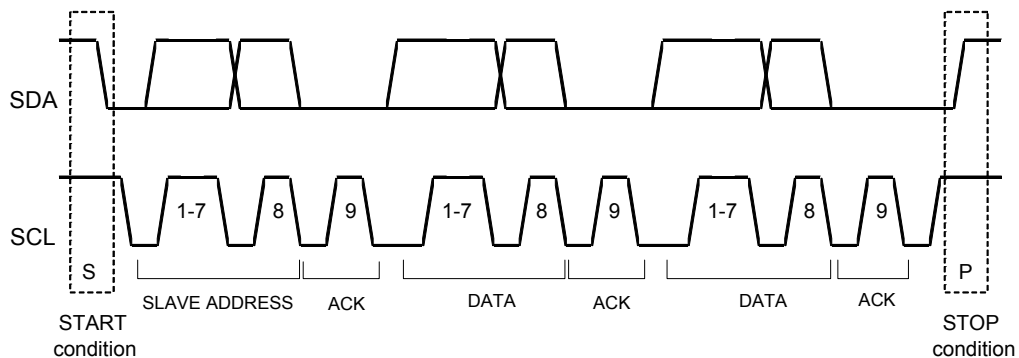 SDA
SCL
1-7 8 9 1-7 8 9 1-7 8 9
S P
SLAVE ADDRESS ACK DATA ACK DATA ACK
START
condition
STOP
condition